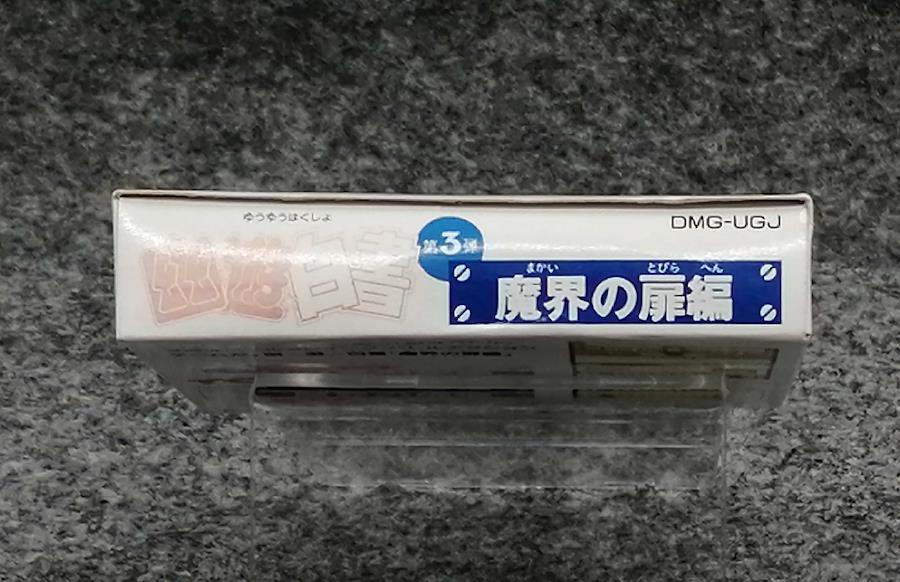 ゆうゆうはくしょ
幽遊白書
第3弾
DMG-UGJ
まかい とびら へん
魔界の扉編